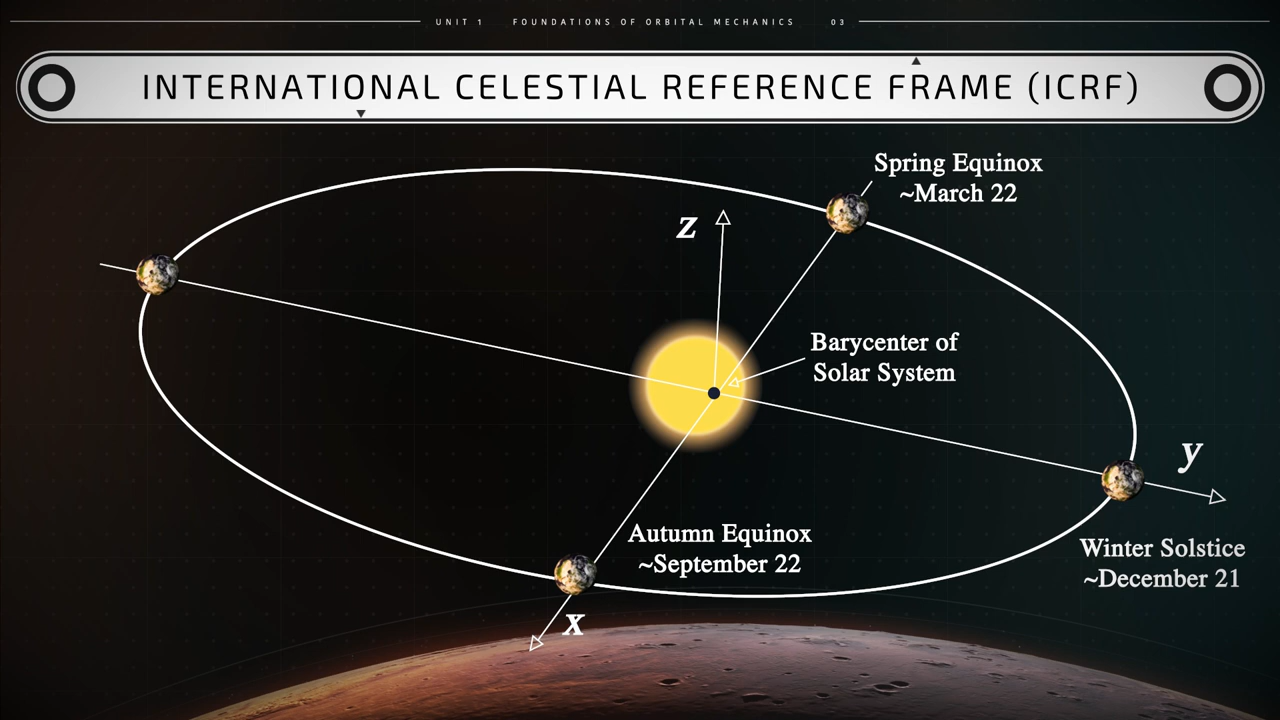 UNIT 1 FOUNDATIONS OF ORBITAL MECHANICS 03
INTERNATIONAL CELESTIAL REFERENCE FRAME (ICRF)
Spring Equinox
~March 22
z
Barycenter of
Solar System
y
Autumn Equinox
~September 22
Winter Solstice
~December 21
x